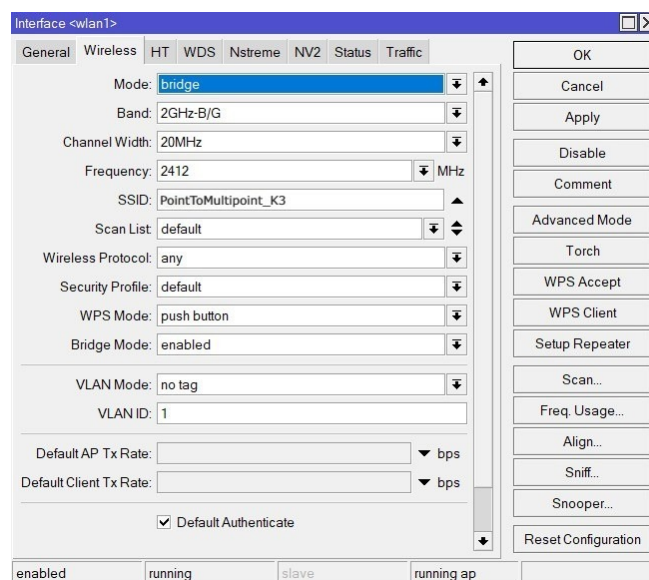 Interface <wlan1>
General Wireless HT WDS Nstreme NV2 Status Traffic
Mode: bridge
Band: 2GHz-B/G
Channel Width: 20MHz
Frequency: 2412 MHz
SSID: PointToMultipoint_K3
Scan List: default
Wireless Protocol: any
Security Profile: default
WPS Mode: push button
Bridge Mode: enabled
VLAN Mode: no tag
VLAN ID: 1
Default AP Tx Rate: bps
Default Client Tx Rate: bps
Default Authenticate
OK
Cancel
Apply
Disable
Comment
Advanced Mode
Torch
WPS Accept
WPS Client
Setup Repeater
Scan...
Freq. Usage...
Align...
Sniff...
Snooper...
Reset Configuration
enabled running slave running ap